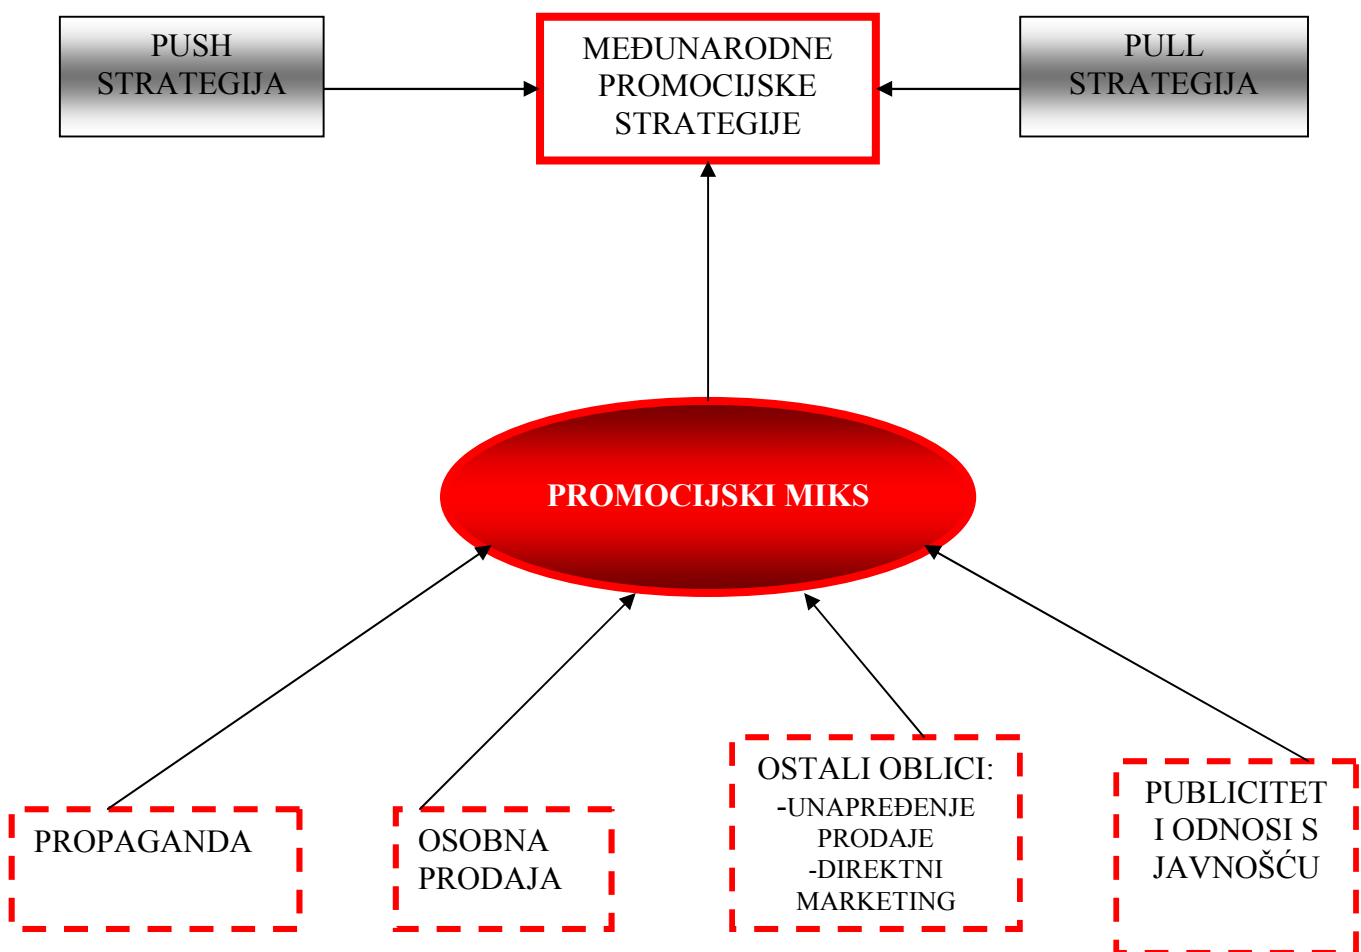 PUSH
STRATEGIJA
MEĐUNARODNE
PROMOCIJSKE
STRATEGIJE
PULL
STRATEGIJA
PROMOCIJSKI MIKS
PROPAGANDA
OSOBNA
PRODAJA
OSTALI OBLICI:
-UNAPREĐENJE
PRODAJE
-DIREKTNI
MARKETING
PUBLICITET
I ODNOSI S
JAVNOŠĆU